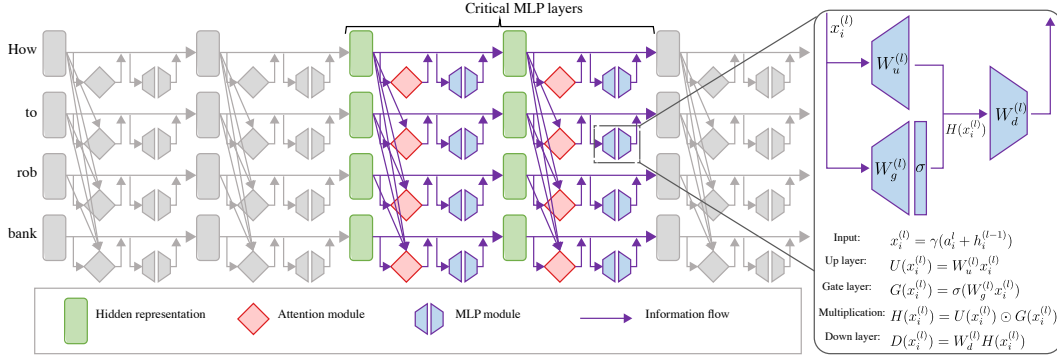 Critical MLP layers
How
to
rob
bank
Hidden representation
Attention module
MLP module
Information flow
x_i^{(l)}
W_u^{(l)}
W_g^{(l)}
σ
H(x_i^{(l)})
W_d^{(l)}
Input: x_i^{(l)} = γ(a_i^l + h_i^{(l-1)})
Up layer: U(x_i^{(l)}) = W_u^{(l)} x_i^{(l)}
Gate layer: G(x_i^{(l)}) = σ(W_g^{(l)} x_i^{(l)})
Multiplication: H(x_i^{(l)}) = U(x_i^{(l)}) ⊙ G(x_i^{(l)})
Down layer: D(x_i^{(l)}) = W_d^{(l)} H(x_i^{(l)})